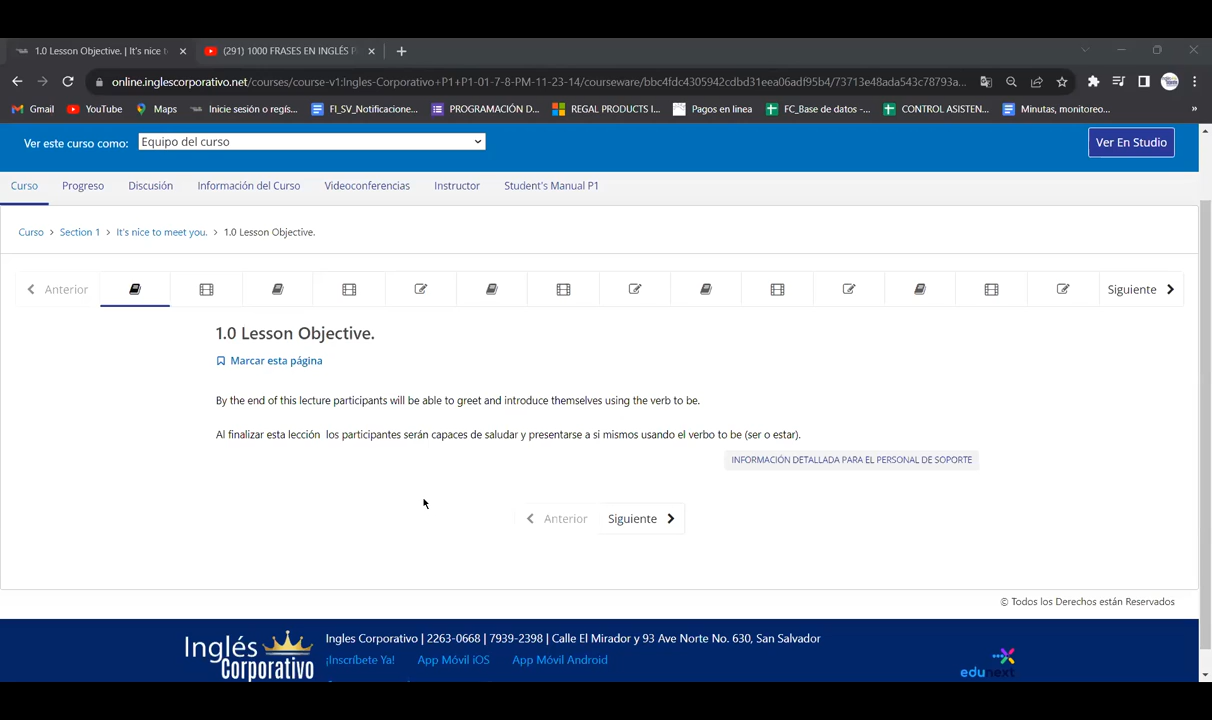 1.0 Lesson Objective. | It's nice to
(291) 1000 FRASES EN INGLÉS P
online.inglescorporativo.net/courses/course-v1:Ingles-Corporativo+P1+P1-01-7-8-PM-11-23-14/courseware/bbc4fdc4305942cdbd31eea06adf95b4/73713e48ada543c78793a...
Gmail YouTube Maps Inicie sesión o regís... FI_SV_Notificacione... PROGRAMACIÓN D... REGAL PRODUCTS I... Pagos en linea FC_Base de datos -... CONTROL ASISTEN... Minutas, monitoreo... »
Ver este curso como: Equipo del curso Ver En Studio
Curso Progreso Discusión Información del Curso Videoconferencias Instructor Student's Manual P1
Curso > Section 1 > It's nice to meet you. > 1.0 Lesson Objective.
Anterior Siguiente
1.0 Lesson Objective.
Marcar esta página
By the end of this lecture participants will be able to greet and introduce themselves using the verb to be.
Al finalizar esta lección los participantes serán capaces de saludar y presentarse a si mismos usando el verbo to be (ser o estar).
INFORMACIÓN DETALLADA PARA EL PERSONAL DE SOPORTE
Anterior Siguiente
© Todos los Derechos están Reservados
Inglés Corporativo
Ingles Corporativo | 2263-0668 | 7939-2398 | Calle El Mirador y 93 Ave Norte No. 630, San Salvador
¡Inscríbete Ya! App Móvil iOS App Móvil Android
edunext